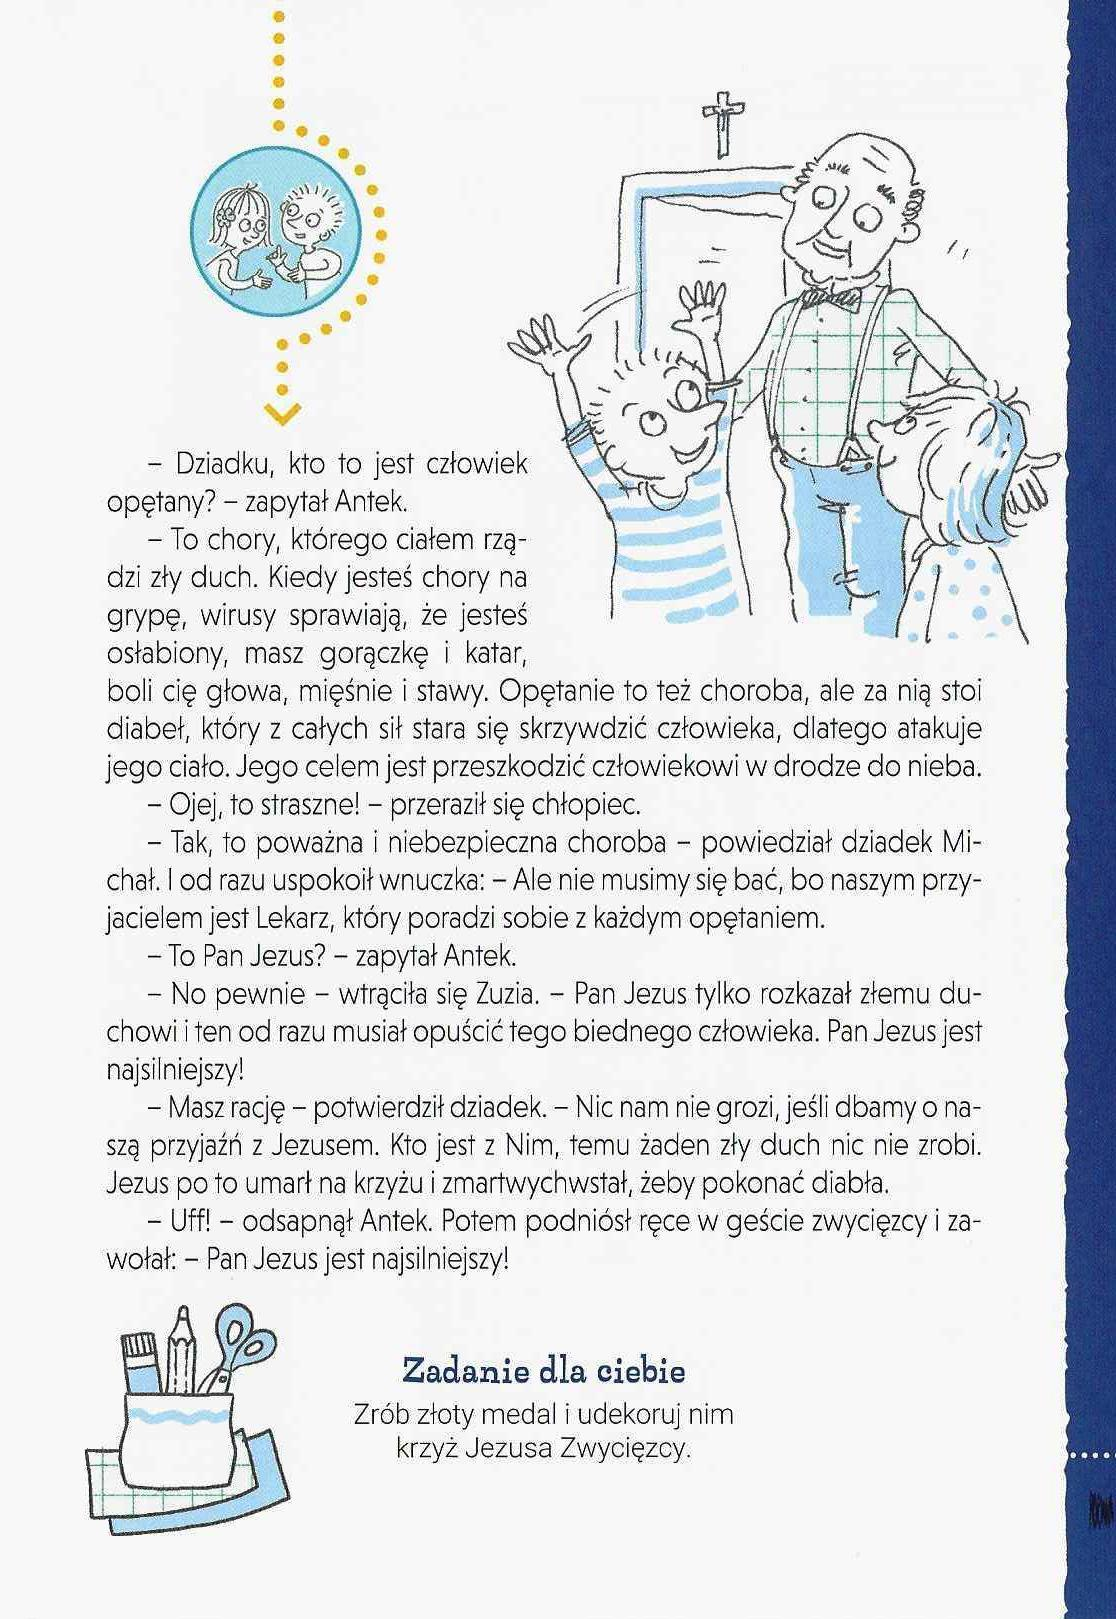 – Dziadku, kto to jest człowiek
opętany? – zapytał Antek.
– To chory, którego ciałem rzą-
dzi zły duch. Kiedy jesteś chory na
grypę, wirusy sprawiają, że jesteś
osłabiony, masz gorączkę i katar,
boli cię głowa, mięśnie i stawy. Opętanie to też choroba, ale za nią stoi
diabeł, który z całych sił stara się skrzywdzić człowieka, dlatego atakuje
jego ciało. Jego celem jest przeszkodzić człowiekowi w drodze do nieba.
– Ojej, to straszne! – przeraził się chłopiec.
– Tak, to poważna i niebezpieczna choroba – powiedział dziadek Mi-
chał. I od razu uspokoił wnuczka: – Ale nie musimy się bać, bo naszym przy-
jacielem jest Lekarz, który poradzi sobie z każdym opętaniem.
– To Pan Jezus? – zapytał Antek.
– No pewnie – wtrąciła się Zuzia. – Pan Jezus tylko rozkazał złemu du-
chowi i ten od razu musiał opuścić tego biednego człowieka. Pan Jezus jest
najsilniejszy!
– Masz rację – potwierdził dziadek. – Nic nam nie grozi, jeśli dbamy o na-
szą przyjaźń z Jezusem. Kto jest z Nim, temu żaden zły duch nic nie zrobi.
Jezus po to umarł na krzyżu i zmartwychwstał, żeby pokonać diabła.
– Uff! – odsapnął Antek. Potem podniósł ręce w geście zwycięzcy i za-
wołał: – Pan Jezus jest najsilniejszy!
Zadanie dla ciebie
Zrób złoty medal i udekoruj nim
krzyż Jezusa Zwycięzcy.